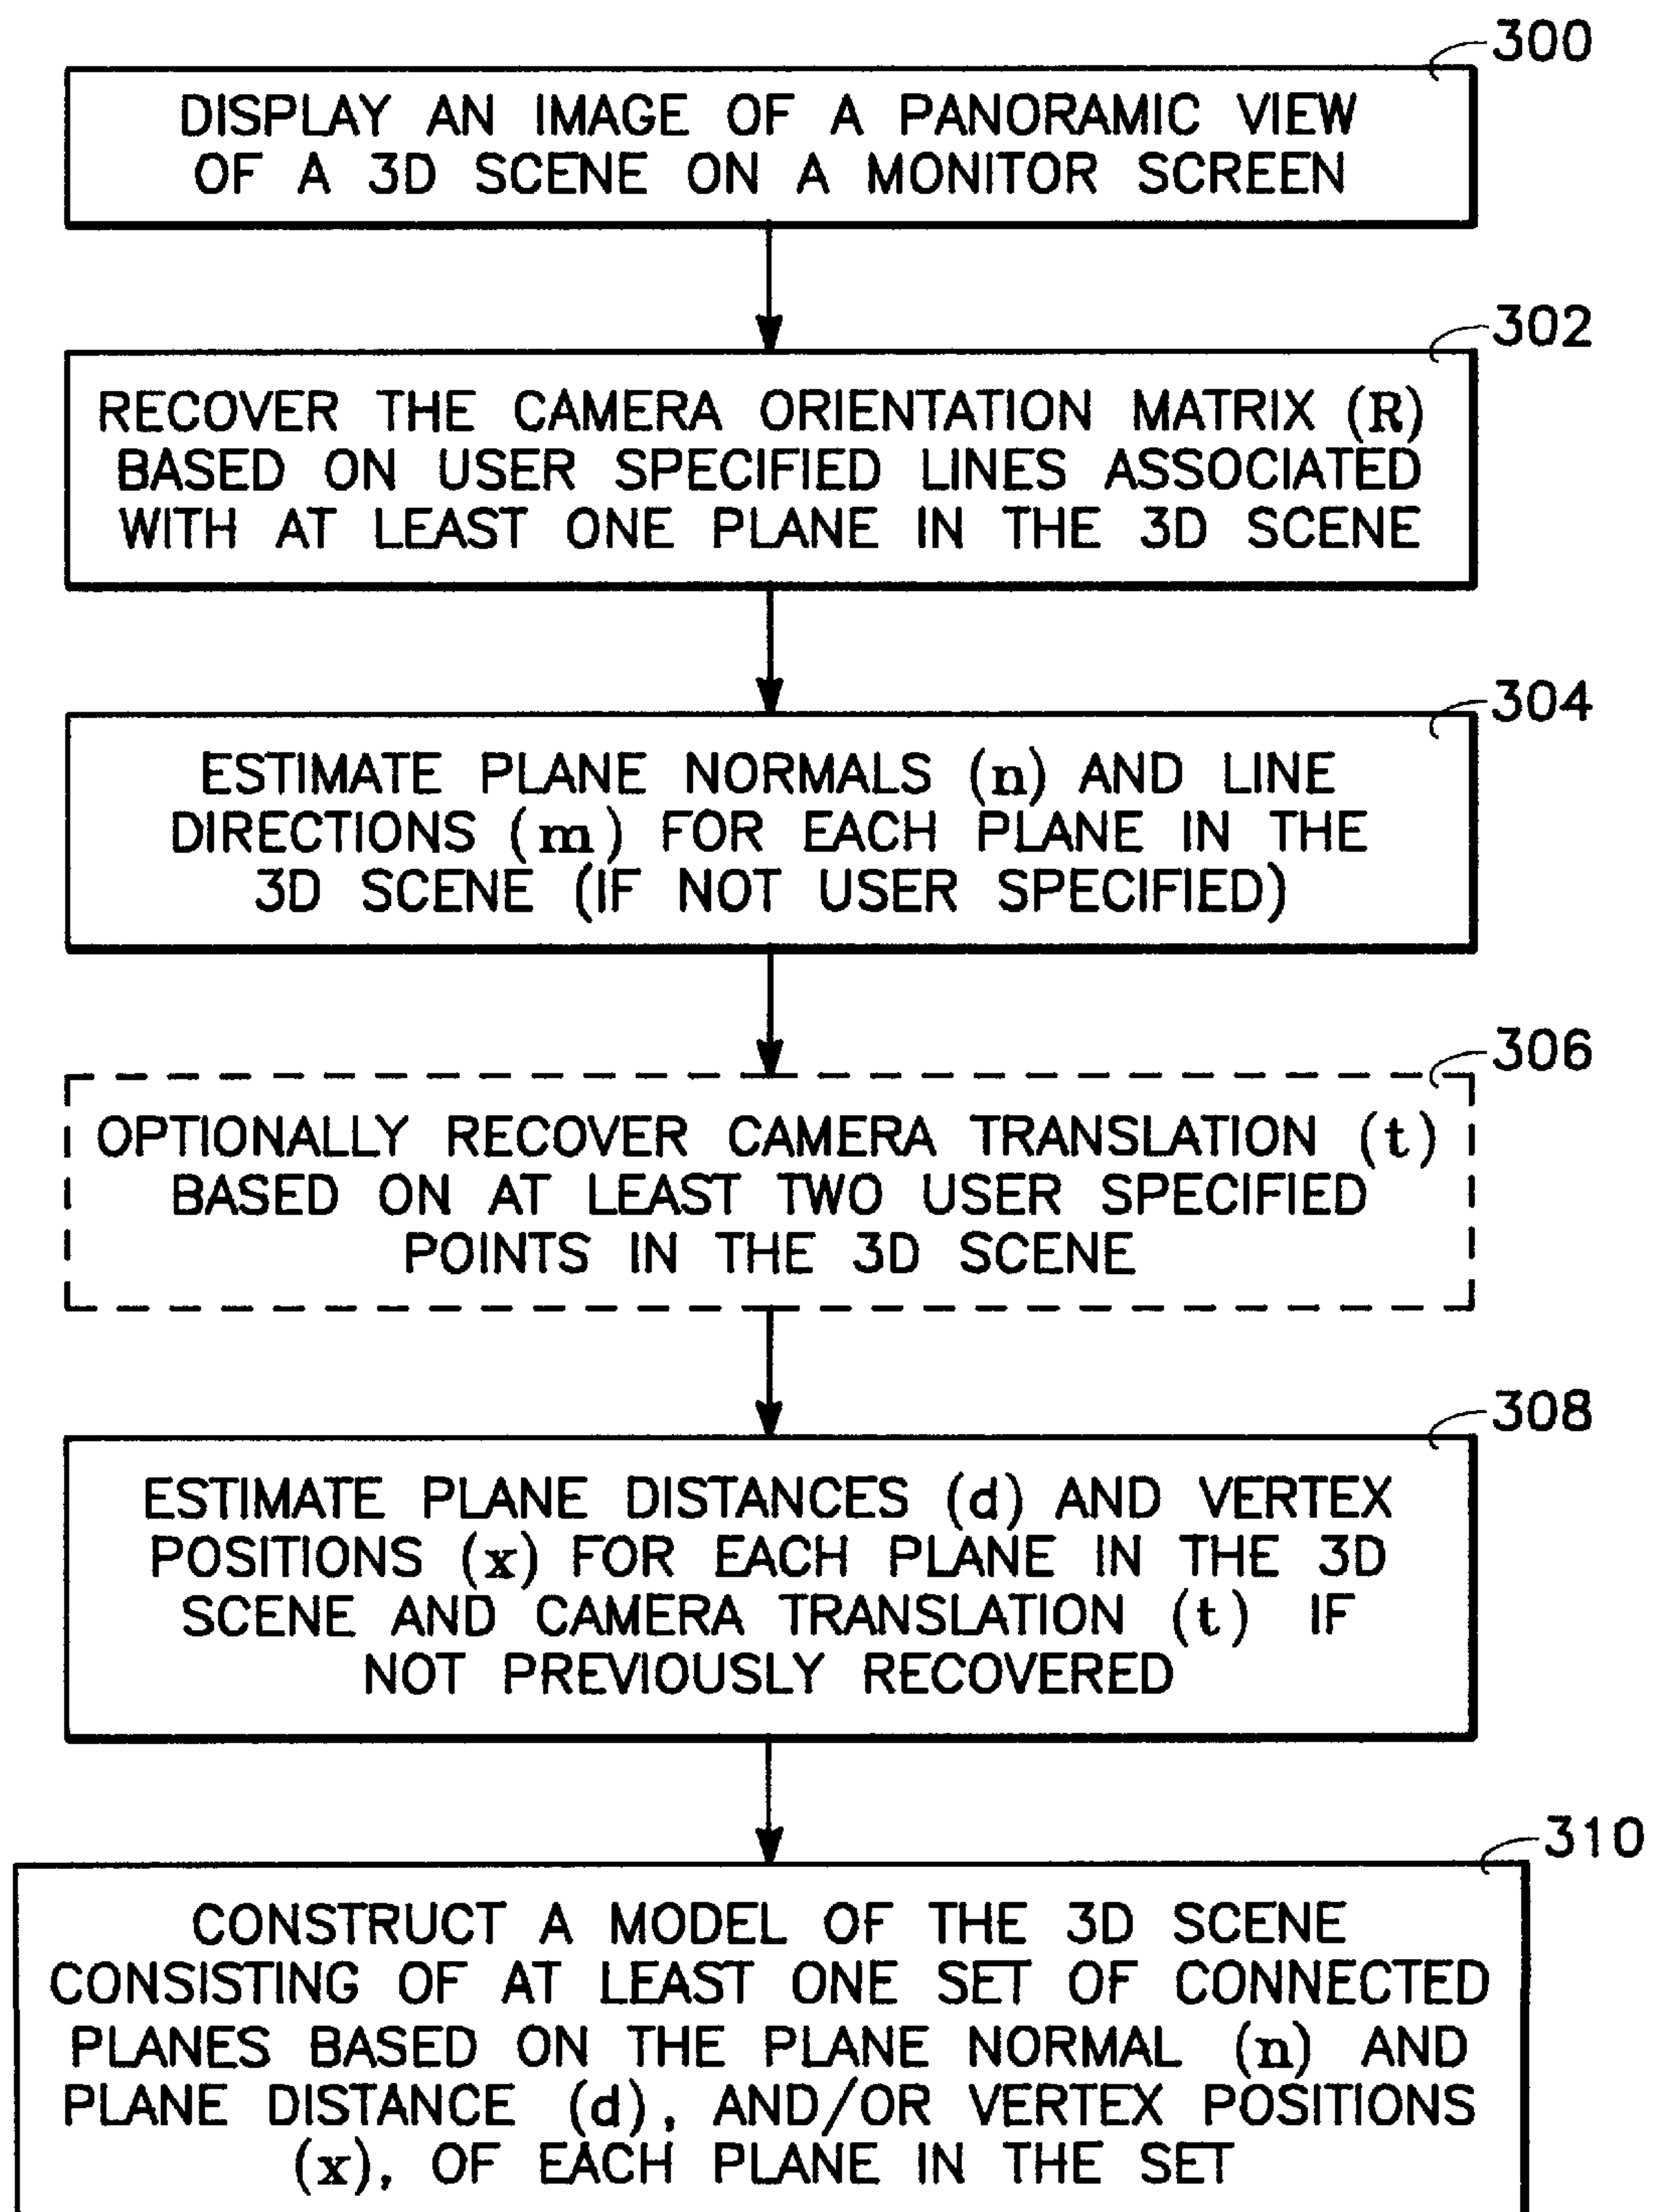 300
DISPLAY AN IMAGE OF A PANORAMIC VIEW
OF A 3D SCENE ON A MONITOR SCREEN
302
RECOVER THE CAMERA ORIENTATION MATRIX (R)
BASED ON USER SPECIFIED LINES ASSOCIATED
WITH AT LEAST ONE PLANE IN THE 3D SCENE
304
ESTIMATE PLANE NORMALS (n) AND LINE
DIRECTIONS (m) FOR EACH PLANE IN THE
3D SCENE (IF NOT USER SPECIFIED)
306
OPTIONALLY RECOVER CAMERA TRANSLATION (t)
BASED ON AT LEAST TWO USER SPECIFIED
POINTS IN THE 3D SCENE
308
ESTIMATE PLANE DISTANCES (d) AND VERTEX
POSITIONS (x) FOR EACH PLANE IN THE 3D
SCENE AND CAMERA TRANSLATION (t) IF
NOT PREVIOUSLY RECOVERED
310
CONSTRUCT A MODEL OF THE 3D SCENE
CONSISTING OF AT LEAST ONE SET OF CONNECTED
PLANES BASED ON THE PLANE NORMAL (n) AND
PLANE DISTANCE (d), AND/OR VERTEX POSITIONS
(x), OF EACH PLANE IN THE SET